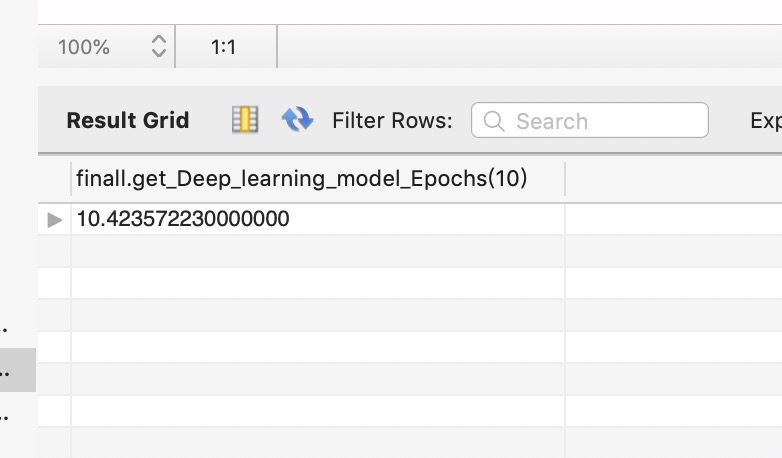 100% 1:1
Result Grid Filter Rows: Search Exp
finall.get_Deep_learning_model_Epochs(10)
10.423572230000000
..
..
..